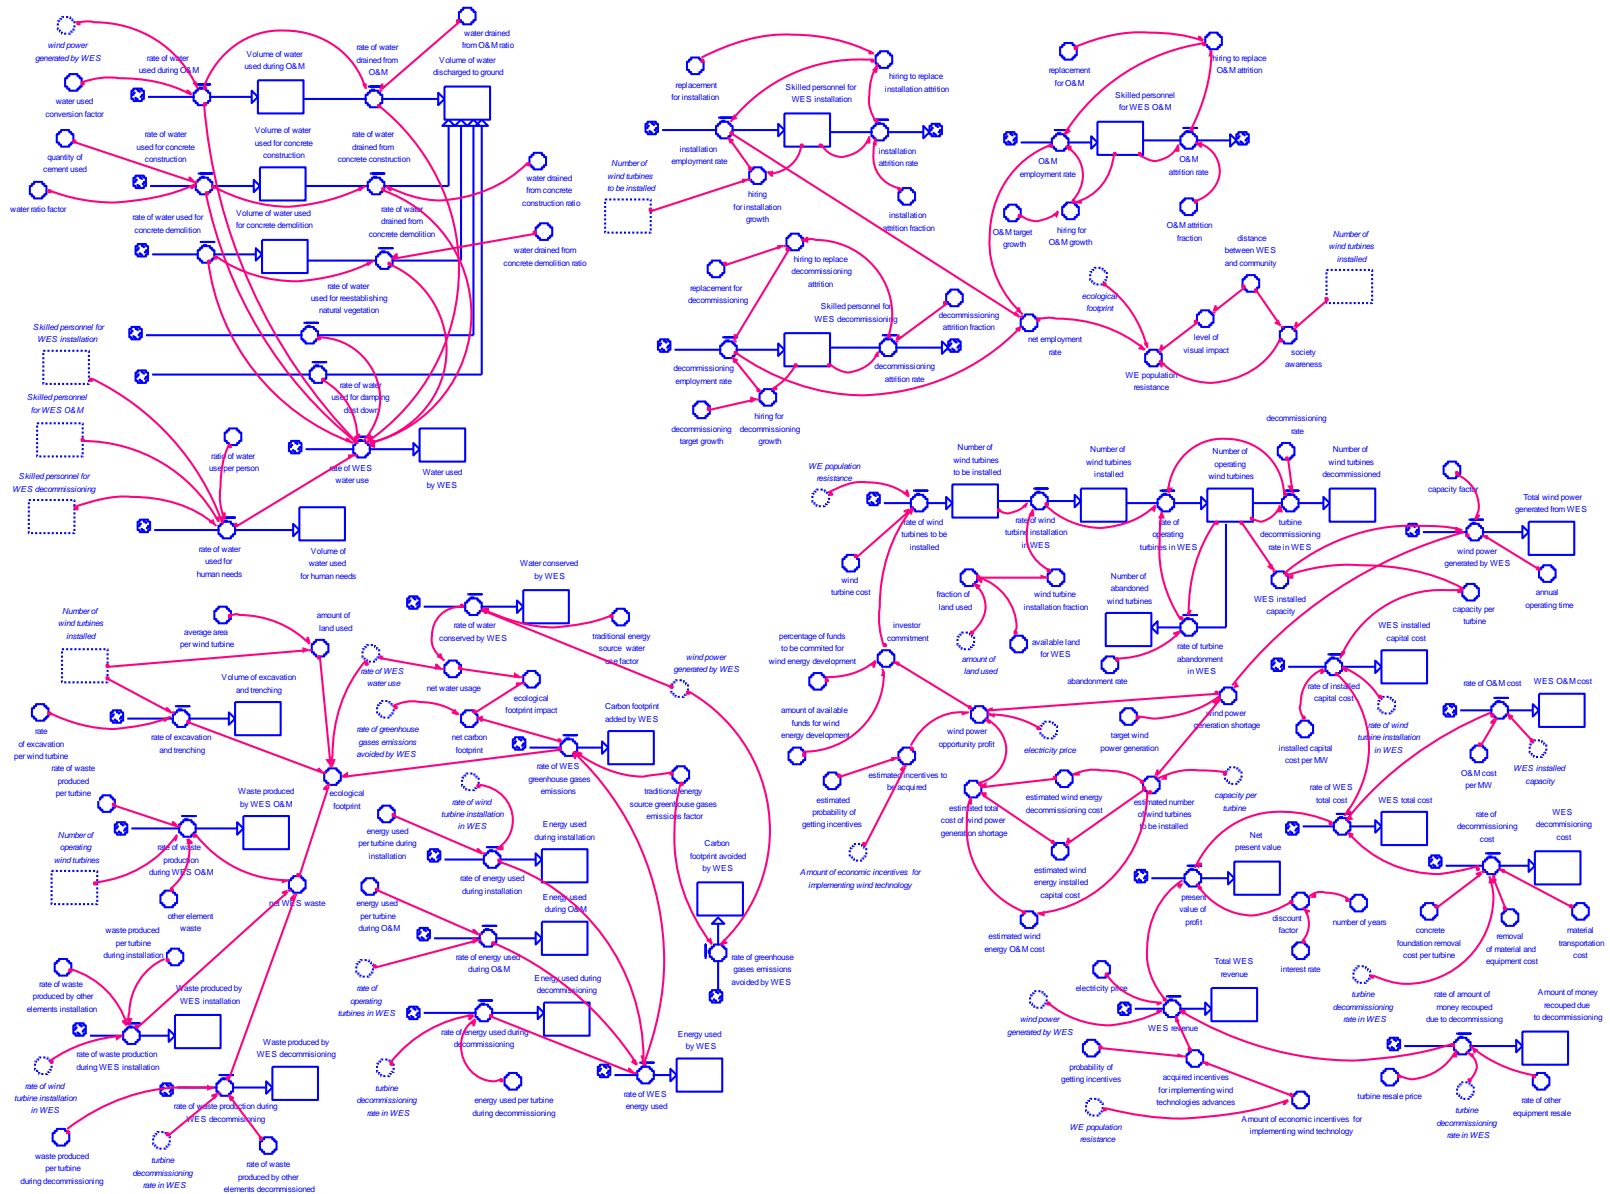 wind power
generated by WES
rate of water
used during O&M
Volume of water
used during O&M
rate of water
drained from
O&M
water drained
from O&M ratio
Volume of water
discharged to ground
water used
conversion factor
quantity of
cement used
rate of water
used for concrete
construction
Volume of water
used for concrete
construction
rate of water
drained from
concrete construction
water drained
from concrete
construction ratio
water ratio factor
rate of water used for
concrete demolition
Volume of water used
for concrete demolition
rate of water
drained from
concrete demolition
water drained from
concrete demolition ratio
rate of water
used for reestablishing
natural vegetation
rate of water
used for damping
dust down
Skilled personnel for
WES installation
Skilled personnel
for WES O&M
Skilled personnel for
WES decommissioning
ratio of water
use per person
rate of WES
water use
Water used
by WES
rate of water
used for
human needs
Volume of
water used
for human needs
replacement
for installation
hiring to replace
installation attrition
Skilled personnel for
WES installation
installation
employment rate
installation
attrition rate
Number of
wind turbines
to be installed
hiring
for installation
growth
installation
attrition fraction
replacement
for O&M
hiring to replace
O&M attrition
Skilled personnel
for WES O&M
O&M
employment rate
O&M
attrition rate
O&M target
growth
hiring for
O&M growth
O&M attrition
fraction
replacement for
decommissioning
hiring to replace
decommissioning
attrition
Skilled personnel for
WES decommissioning
decommissioning
attrition fraction
decommissioning
employment rate
decommissioning
attrition rate
decommissioning
target growth
hiring for
decommissioning
growth
net employment
rate
ecological
footprint
distance
between WES
and community
Number of
wind turbines
installed
level of
visual impact
society
awareness
WE population
resistance
WE population
resistance
Number of
wind turbines
to be installed
Number of
wind turbines
installed
Number of
operating
wind turbines
decommissioning
rate
Number of
wind turbines
decommissioned
rate of wind
turbines to be
installed
rate of wind
turbine installation
in WES
rate of
operating
turbines in WES
turbine
decommissioning
rate in WES
capacity factor
Total wind power
generated from WES
wind power
generated by WES
annual
operating time
wind
turbine cost
fraction of
land used
wind turbine
installation fraction
Number of
abandoned
wind turbines
WES installed
capacity
capacity per
turbine
amount of
land used
available land
for WES
abandonment rate
rate of turbine
abandonment
in WES
percentage of funds
to be commited for
wind energy development
investor
commitment
amount of available
funds for wind
energy development
wind power
opportunity profit
electricity price
target wind
power generation
wind power
generation shortage
estimated incentives to
be acquired
estimated
probability of
getting incentives
Amount of economic incentives for
implementing wind technology
estimated total
cost of wind power
generation shortage
estimated wind energy
decommissioning cost
estimated number
of wind turbines
to be installed
capacity per
turbine
estimated wind
energy installed
capital cost
estimated wind
energy O&M cost
WES installed
capital cost
rate of installed
capital cost
installed capital
cost per MW
rate of wind
turbine installation
in WES
rate of O&M cost
WES O&M cost
O&M cost
per MW
WES installed
capacity
rate of WES
total cost
WES total cost
rate of
decommissioning
cost
WES
decommissioning
cost
concrete
foundation removal
cost per turbine
removal
of material and
equipment cost
material
transportation
cost
turbine
decommissioning
rate in WES
Net
present value
present
value of
profit
discount
factor
number of years
interest rate
electricity price
Total WES
revenue
wind power
generated by WES
WES revenue
probability of
getting incentives
acquired incentives
for implementing wind
technologies advances
WE population
resistance
Amount of economic incentives for
implementing wind technology
rate of amount of
money recouped
due to decommissiong
Amount of money
recouped due
to decommissioning
turbine resale price
turbine
decommissioning
rate in WES
rate of other
equipment resale
Number of
wind turbines
installed
average area
per wind turbine
amount of
land used
Volume of excavation
and trenching
rate
of excavation
per wind turbine
rate of excavation
and trenching
Water conserved
by WES
rate of water
conserved by WES
traditional energy
source water
use factor
rate of WES
water use
net water usage
ecological
footprint impact
wind power
generated by WES
rate of greenhouse
gases emissions
avoided by WES
net carbon
footprint
Carbon footprint
added by WES
rate of WES
greenhouse gases
emissions
traditional energy
source greenhouse gases
emissions factor
ecological
footprint
rate of waste
produced
per turbine
Waste produced
by WES O&M
Number of
operating
wind turbines
rate of waste
production
during WES O&M
other element
waste
net WES waste
waste produced
per turbine
during installation
rate of waste
produced by other
elements installation
Waste produced by
WES installation
rate of waste production
during WES installation
rate of wind
turbine installation
in WES
Waste produced by
WES decommisioning
rate of waste production during
WES decommisioning
waste produced
per turbine
during decommissioning
turbine
decommissioning
rate in WES
rate of waste
produced by other
elements decommissioned
rate of wind
turbine installation
in WES
energy used
per turbine during
installation
Energy used
during installation
rate of energy used
during installation
energy used
per turbine
during O&M
Energy used
during O&M
rate of energy used
during O&M
rate of
operating
turbines in WES
Energy used during
decommissioning
rate of energy used during
decommissioning
turbine
decommissioning
rate in WES
energy used per turbine
during decommissioning
Energy used
by WES
rate of WES
energy used
Carbon
footprint avoided
by WES
rate of greenhouse
gases emissions
avoided by WES